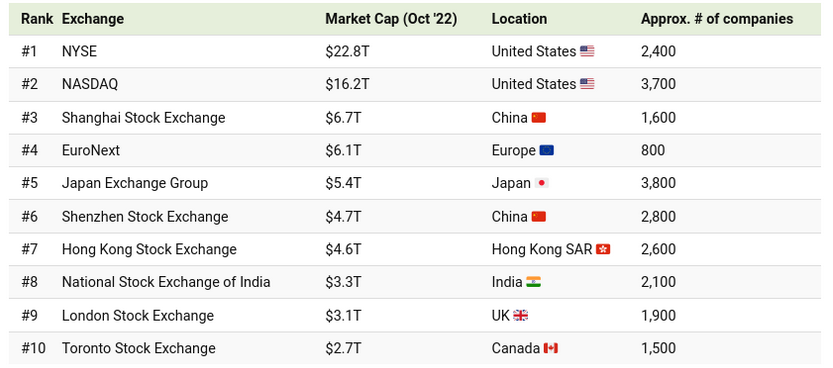 Rank Exchange Market Cap (Oct '22) Location Approx. # of companies
#1 NYSE $22.8T United States 2,400
#2 NASDAQ $16.2T United States 3,700
#3 Shanghai Stock Exchange $6.7T China 1,600
#4 EuroNext $6.1T Europe 800
#5 Japan Exchange Group $5.4T Japan 3,800
#6 Shenzhen Stock Exchange $4.7T China 2,800
#7 Hong Kong Stock Exchange $4.6T Hong Kong SAR 2,600
#8 National Stock Exchange of India $3.3T India 2,100
#9 London Stock Exchange $3.1T UK 1,900
#10 Toronto Stock Exchange $2.7T Canada 1,500